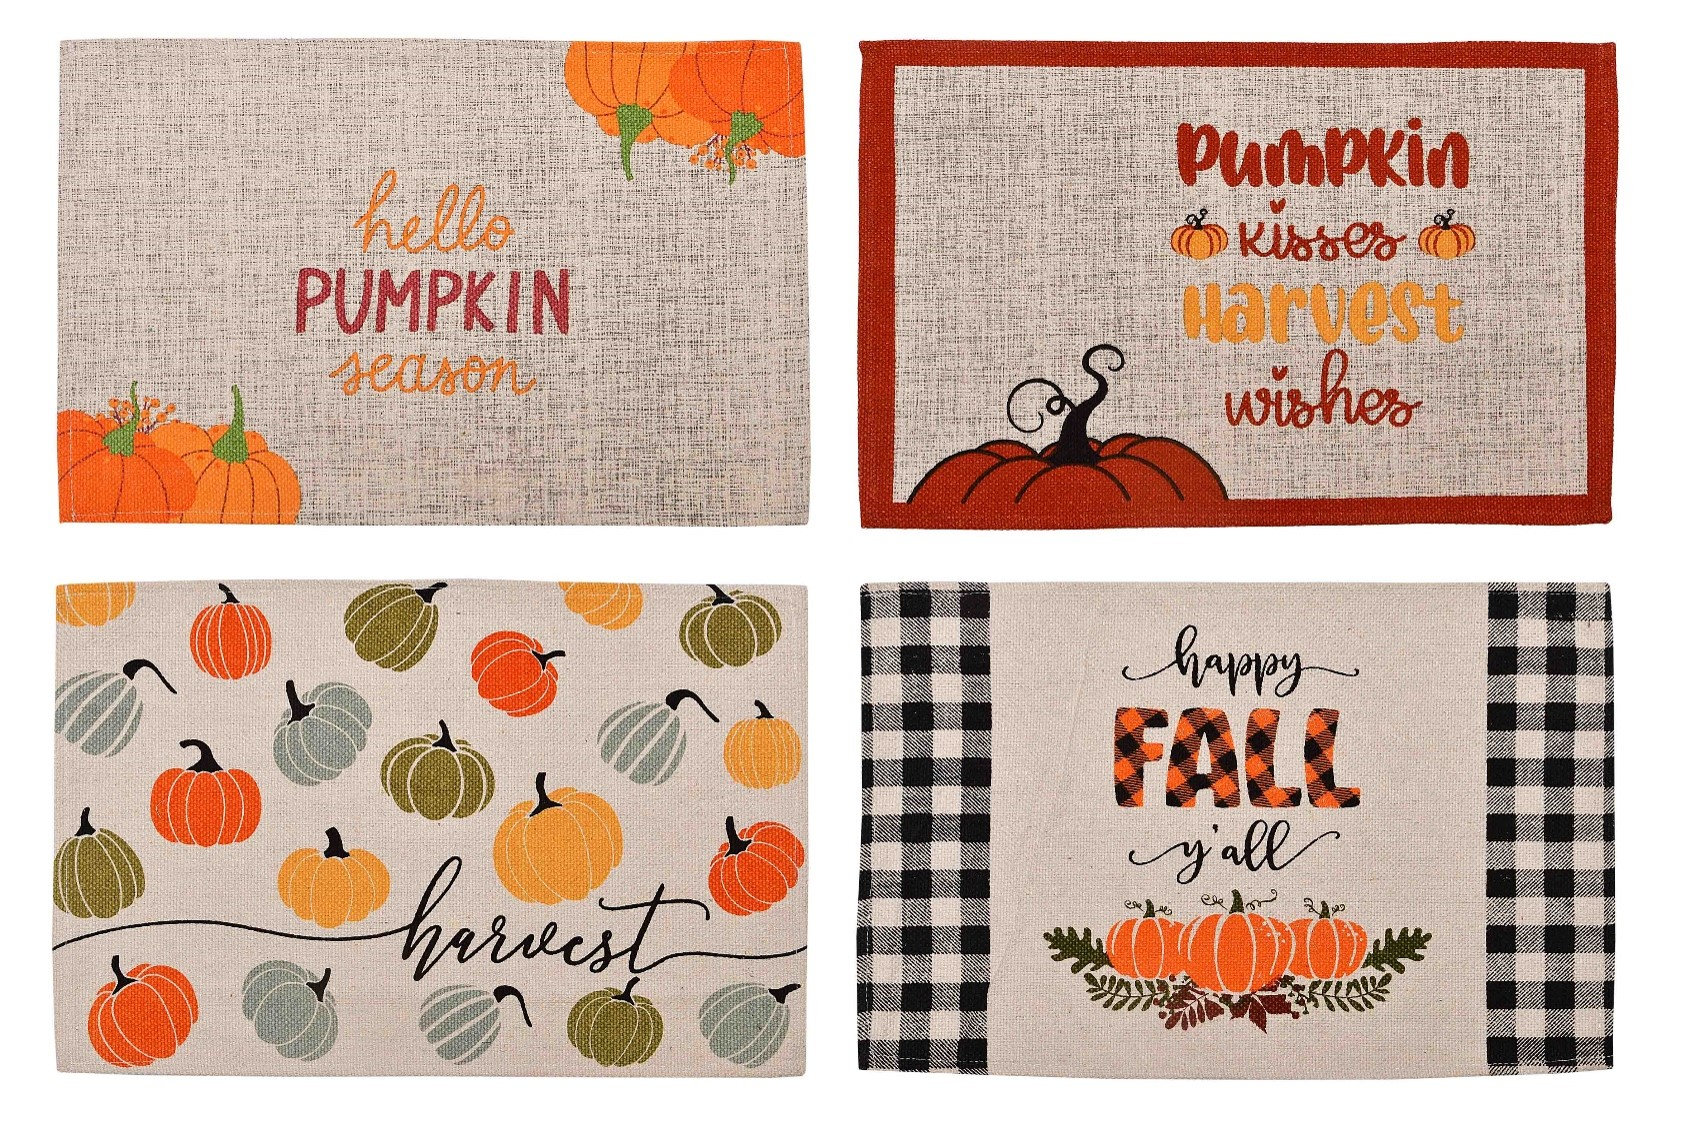 hello
PUMPKIN
season
pumpkin
kisses
Harvest
wishes
harvest
happy
FALL
y'all